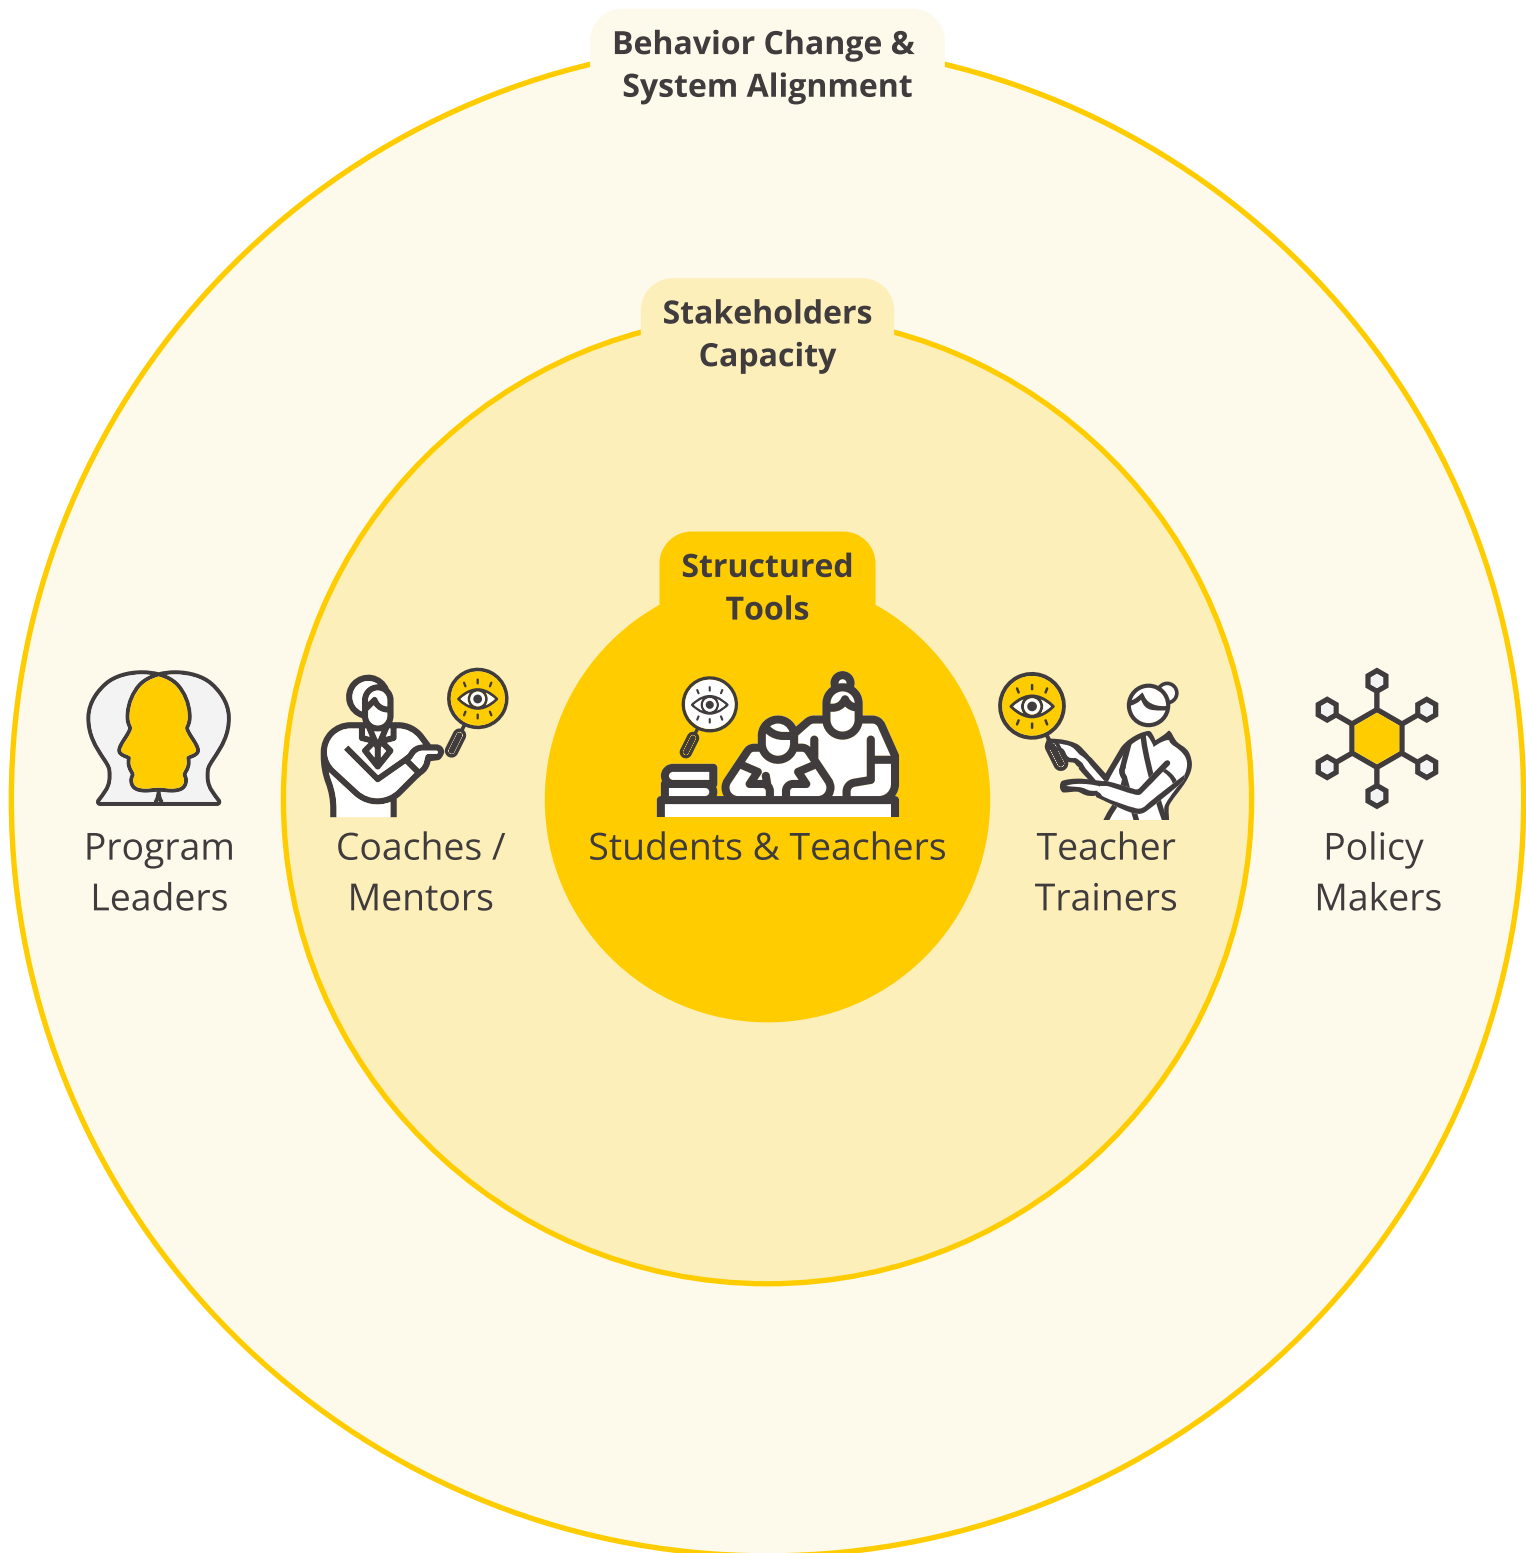 Behavior Change &
System Alignment
Stakeholders
Capacity
Structured
Tools
Program
Leaders
Coaches /
Mentors
Students & Teachers
Teacher
Trainers
Policy
Makers